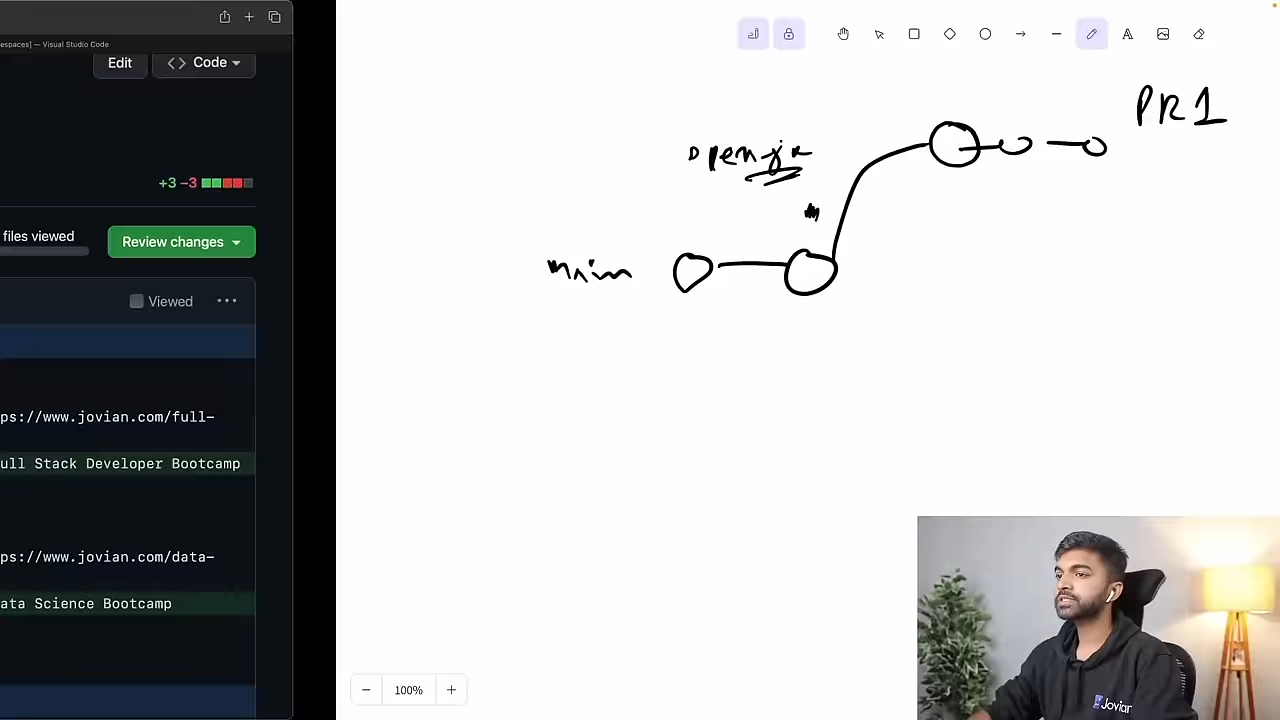 espaces] — Visual Studio Code
Edit
<> Code
+3 −3
files viewed
Review changes
Viewed
ps://www.jovian.com/full-
ull Stack Developer Bootcamp
ps://www.jovian.com/data-
ata Science Bootcamp
PR1
main
A
− 100% +
Jovian